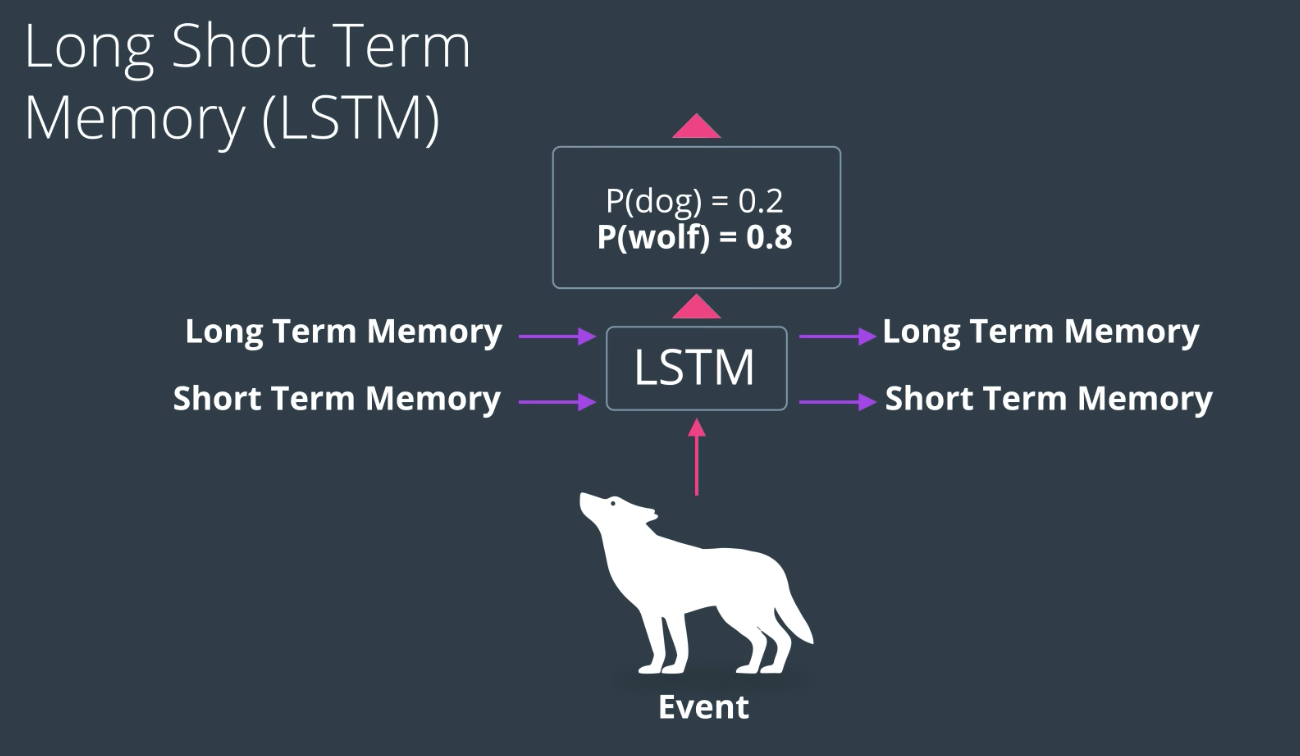 Long Short Term
Memory (LSTM)
P(dog) = 0.2
P(wolf) = 0.8
Long Term Memory
LSTM
Long Term Memory
Short Term Memory
Short Term Memory
Event